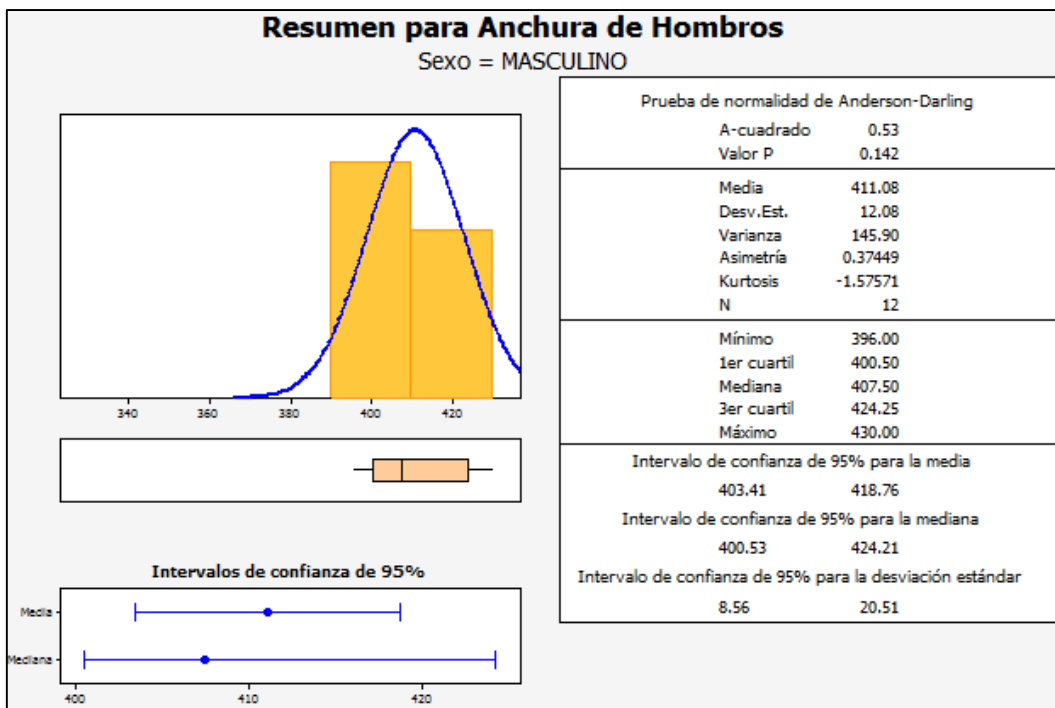 Resumen para Anchura de Hombros
Sexo = MASCULINO
340 360 380 400 420
Intervalos de confianza de 95%
Media
Mediana
400 410 420
Prueba de normalidad de Anderson-Darling
A-cuadrado 0.53
Valor P 0.142
Media 411.08
Desv.Est. 12.08
Varianza 145.90
Asimetría 0.37449
Kurtosis -1.57571
N 12
Mínimo 396.00
1er cuartil 400.50
Mediana 407.50
3er cuartil 424.25
Máximo 430.00
Intervalo de confianza de 95% para la media
403.41 418.76
Intervalo de confianza de 95% para la mediana
400.53 424.21
Intervalo de confianza de 95% para la desviación estándar
8.56 20.51